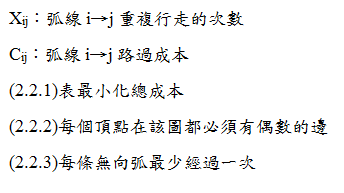 Xij：弧線 i→j 重複行走的次數
Cij：弧線 i→j 路過成本
(2.2.1)表最小化總成本
(2.2.2)每個頂點在該圖都必須有偶數的邊
(2.2.3)每條無向弧最少經過一次